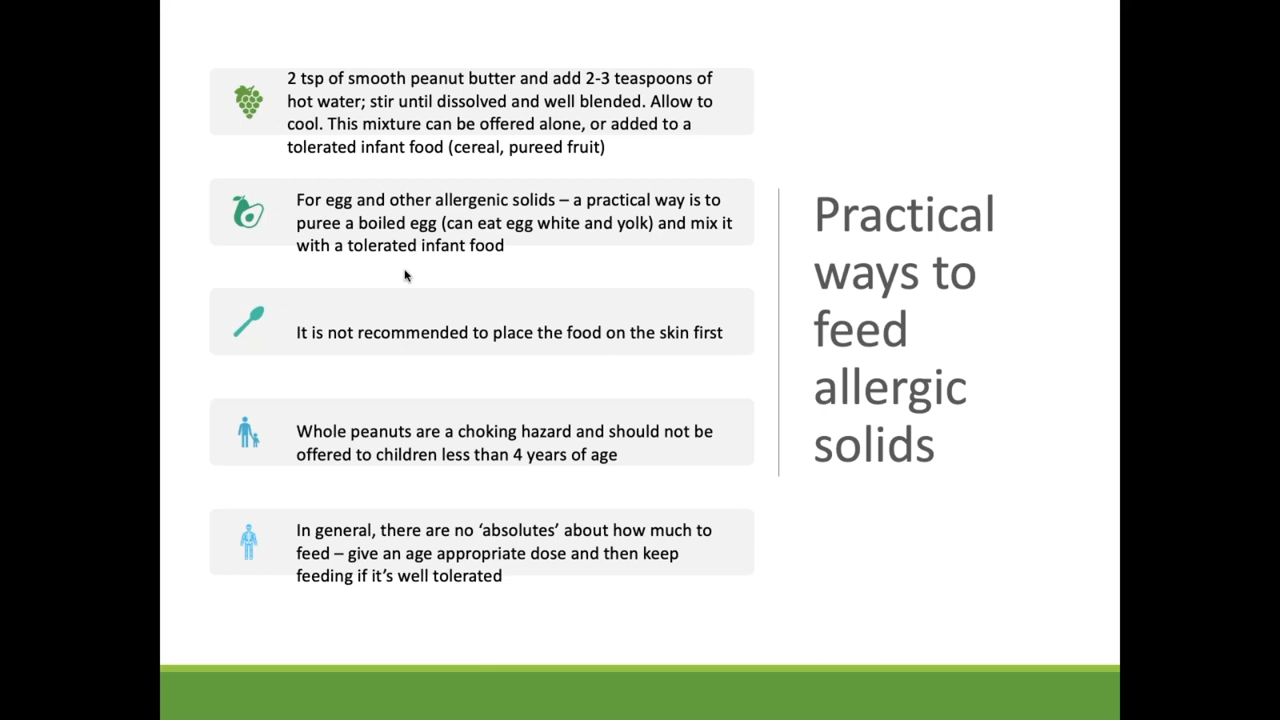 2 tsp of smooth peanut butter and add 2-3 teaspoons of
hot water; stir until dissolved and well blended. Allow to
cool. This mixture can be offered alone, or added to a
tolerated infant food (cereal, pureed fruit)
For egg and other allergenic solids – a practical way is to
puree a boiled egg (can eat egg white and yolk) and mix it
with a tolerated infant food
It is not recommended to place the food on the skin first
Whole peanuts are a choking hazard and should not be
offered to children less than 4 years of age
In general, there are no ‘absolutes’ about how much to
feed – give an age appropriate dose and then keep
feeding if it’s well tolerated
Practical
ways to
feed
allergic
solids